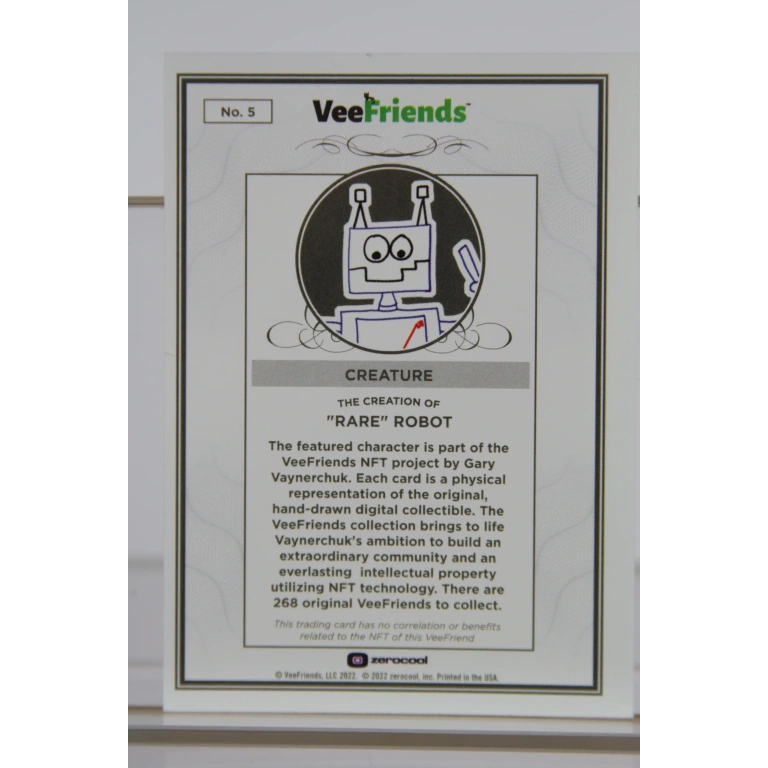 No. 5
VeeFriends™
CREATURE
THE CREATION OF
"RARE" ROBOT
The featured character is part of the
VeeFriends NFT project by Gary
Vaynerchuk. Each card is a physical
representation of the original,
hand-drawn digital collectible. The
VeeFriends collection brings to life
Vaynerchuk's ambition to build an
extraordinary community and an
everlasting intellectual property
utilizing NFT technology. There are
268 original VeeFriends to collect.
This trading card has no correlation or benefits
related to the NFT of this VeeFriend
zerocool
© VeeFriends, LLC 2022. © 2022 zerocool, inc. Printed in the USA.